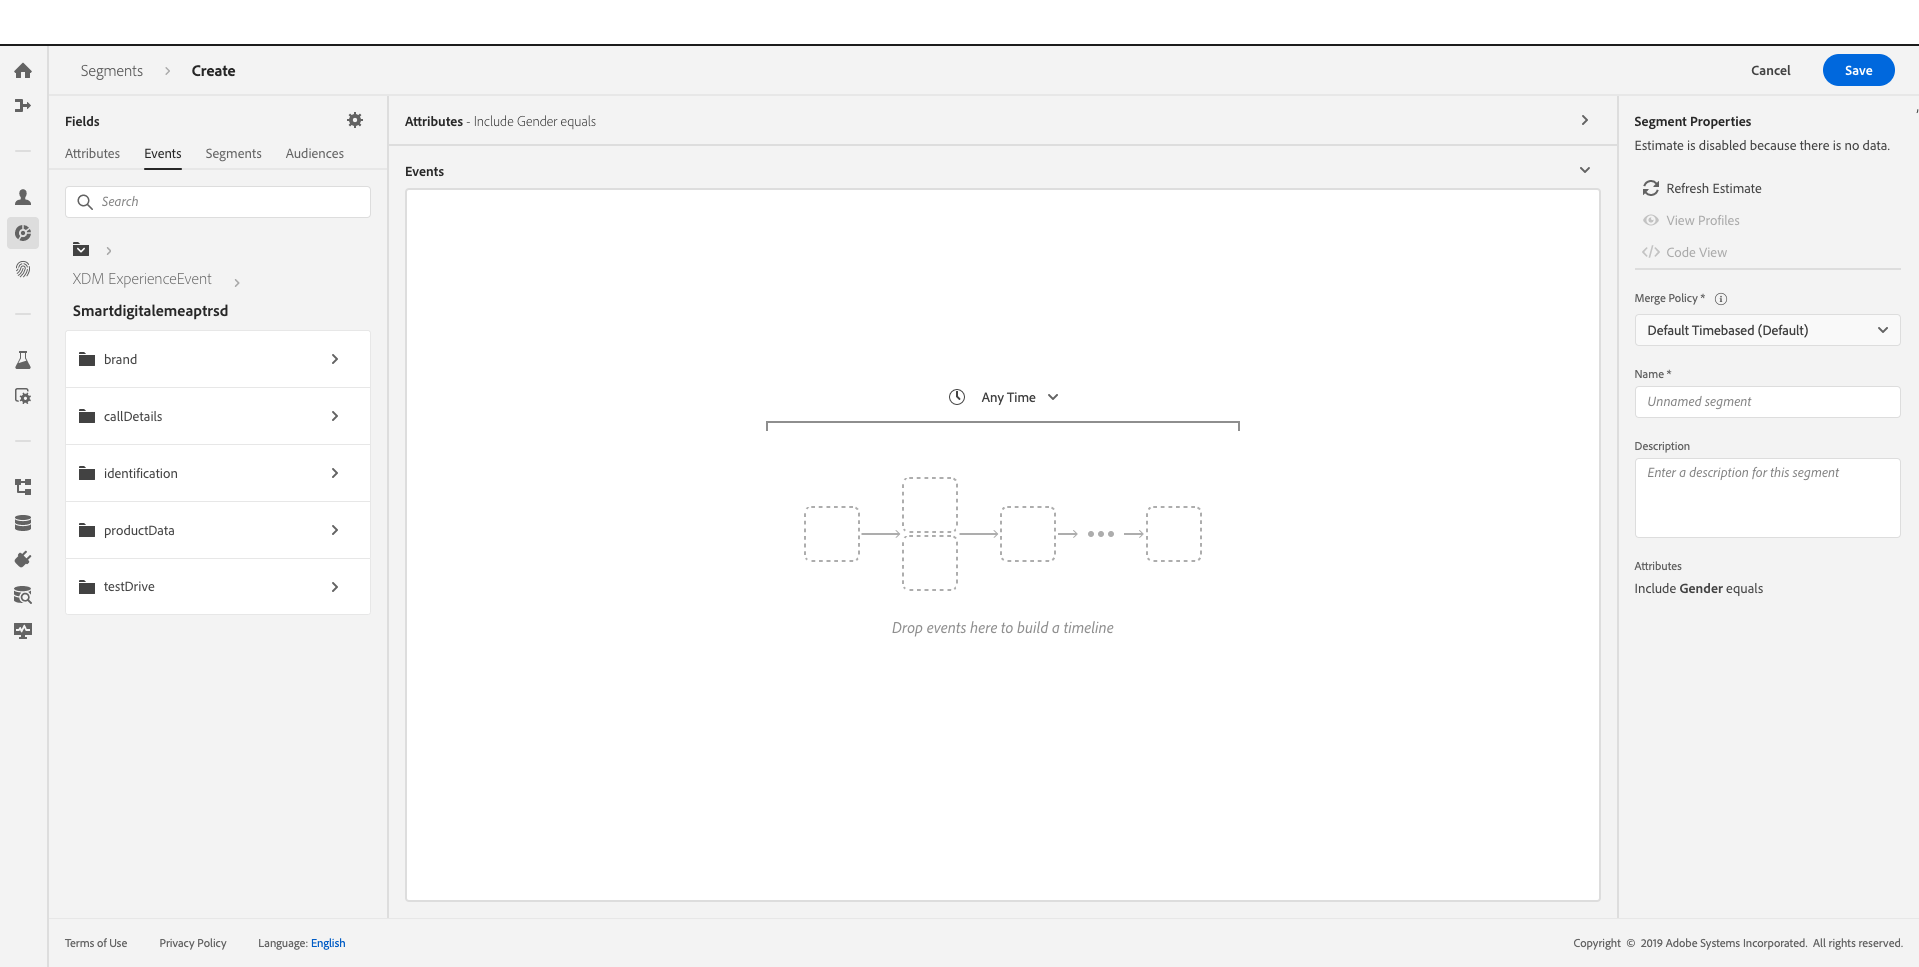 Segments > Create
Cancel
Save
Fields
Attributes Events Segments Audiences
Search
XDM ExperienceEvent
Smartdigitalemeaptrsd
brand
callDetails
identification
productData
testDrive
Attributes - Include Gender equals
Events
Any Time
Drop events here to build a timeline
Segment Properties
Estimate is disabled because there is no data.
Refresh Estimate
View Profiles
</> Code View
Merge Policy *
Default Timebased (Default)
Name *
Unnamed segment
Description
Enter a description for this segment
Attributes
Include Gender equals
Terms of Use Privacy Policy Language: English
Copyright © 2019 Adobe Systems Incorporated. All rights reserved.